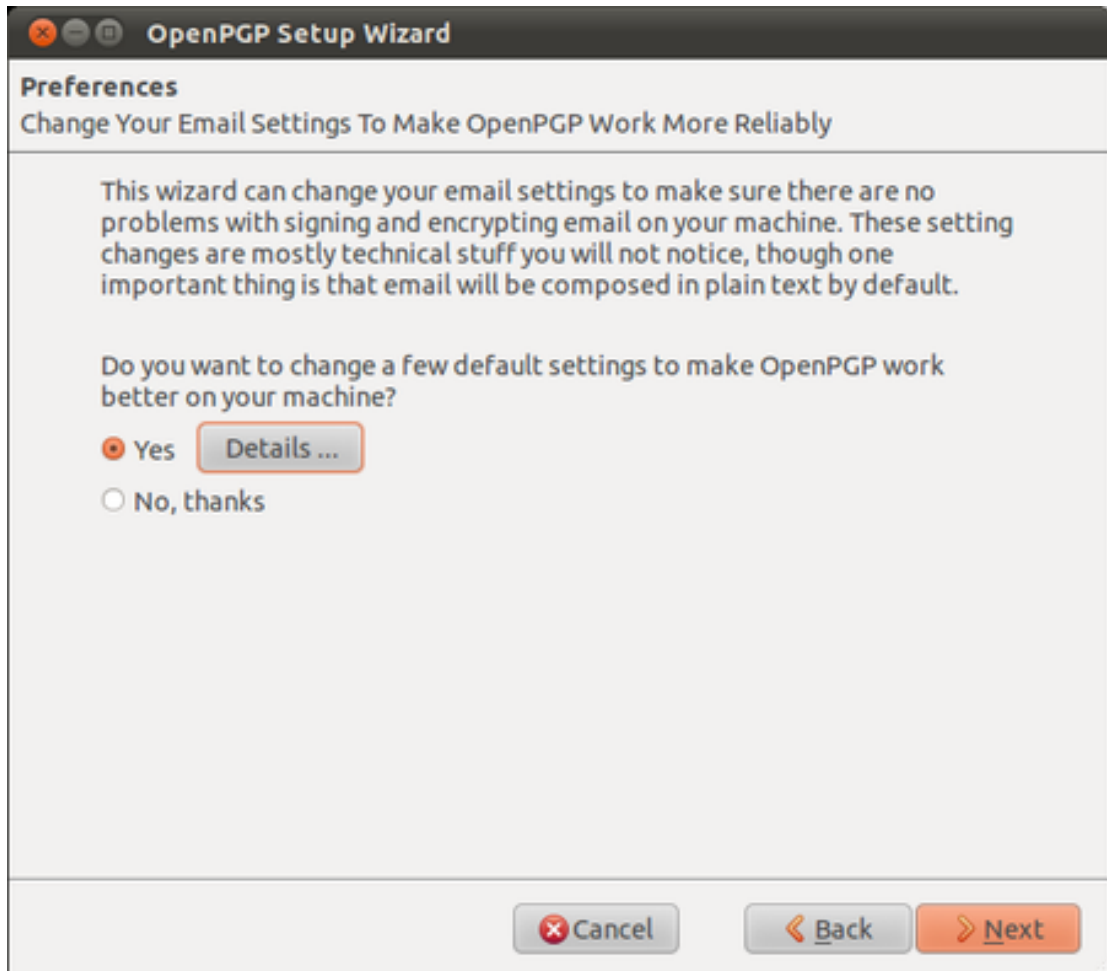 OpenPGP Setup Wizard
Preferences
Change Your Email Settings To Make OpenPGP Work More Reliably
This wizard can change your email settings to make sure there are no
problems with signing and encrypting email on your machine. These setting
changes are mostly technical stuff you will not notice, though one
important thing is that email will be composed in plain text by default.
Do you want to change a few default settings to make OpenPGP work
better on your machine?
Yes Details ...
No, thanks
Cancel Back Next